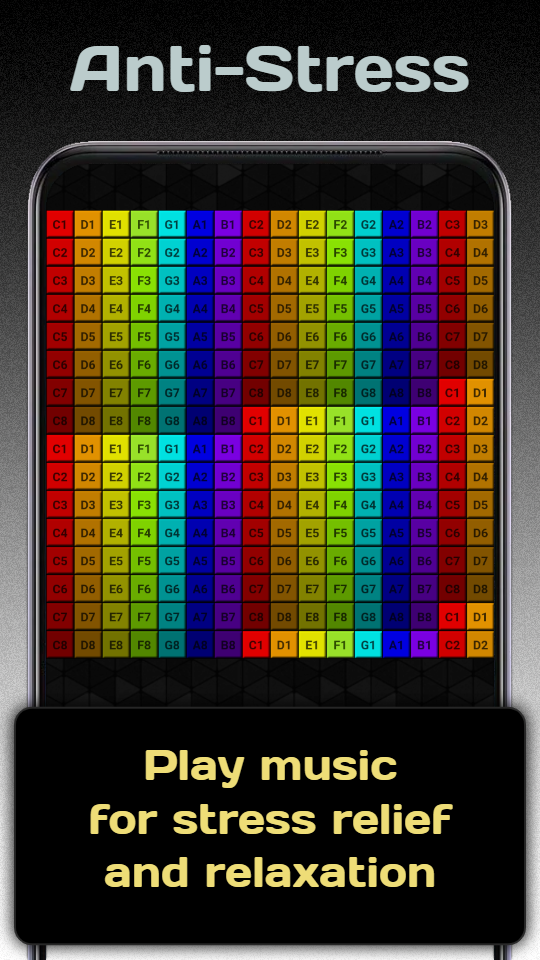 Anti-Stress
C1 D1 E1 F1 G1 A1 B1 C2 D2 E2 F2 G2 A2 B2 C3 D3
C2 D2 E2 F2 G2 A2 B2 C3 D3 E3 F3 G3 A3 B3 C4 D4
C3 D3 E3 F3 G3 A3 B3 C4 D4 E4 F4 G4 A4 B4 C5 D5
C4 D4 E4 F4 G4 A4 B4 C5 D5 E5 F5 G5 A5 B5 C6 D6
C5 D5 E5 F5 G5 A5 B5 C6 D6 E6 F6 G6 A6 B6 C7 D7
C6 D6 E6 F6 G6 A6 B6 C7 D7 E7 F7 G7 A7 B7 C8 D8
C7 D7 E7 F7 G7 A7 B7 C8 D8 E8 F8 G8 A8 B8 C1 D1
C8 D8 E8 F8 G8 A8 B8 C1 D1 E1 F1 G1 A1 B1 C2 D2
C1 D1 E1 F1 G1 A1 B1 C2 D2 E2 F2 G2 A2 B2 C3 D3
C2 D2 E2 F2 G2 A2 B2 C3 D3 E3 F3 G3 A3 B3 C4 D4
C3 D3 E3 F3 G3 A3 B3 C4 D4 E4 F4 G4 A4 B4 C5 D5
C4 D4 E4 F4 G4 A4 B4 C5 D5 E5 F5 G5 A5 B5 C6 D6
C5 D5 E5 F5 G5 A5 B5 C6 D6 E6 F6 G6 A6 B6 C7 D7
C6 D6 E6 F6 G6 A6 B6 C7 D7 E7 F7 G7 A7 B7 C8 D8
C7 D7 E7 F7 G7 A7 B7 C8 D8 E8 F8 G8 A8 B8 C1 D1
C8 D8 E8 F8 G8 A8 B8 C1 D1 E1 F1 G1 A1 B1 C2 D2
Play music
for stress relief
and relaxation